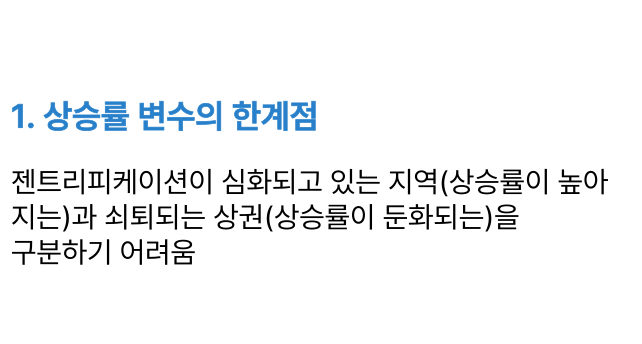 1. 상승률 변수의 한계점
젠트리피케이션이 심화되고 있는 지역(상승률이 높아
지는)과 쇠퇴되는 상권(상승률이 둔화되는)을
구분하기 어려움